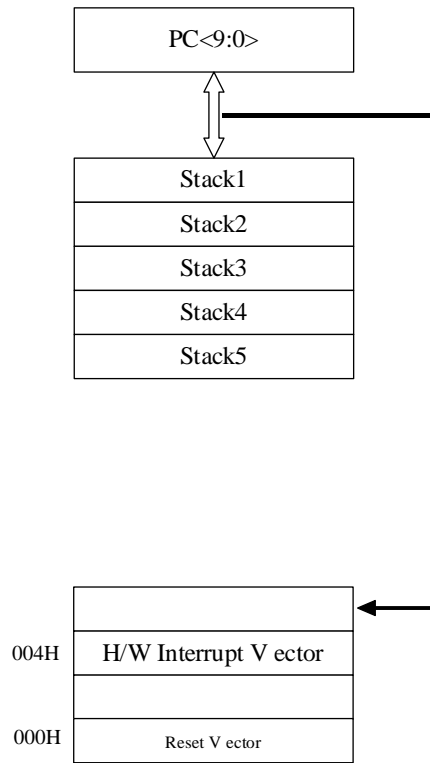 PC<9:0>
Stack1
Stack2
Stack3
Stack4
Stack5
004H H/W Interrupt V ector
000H Reset V ector